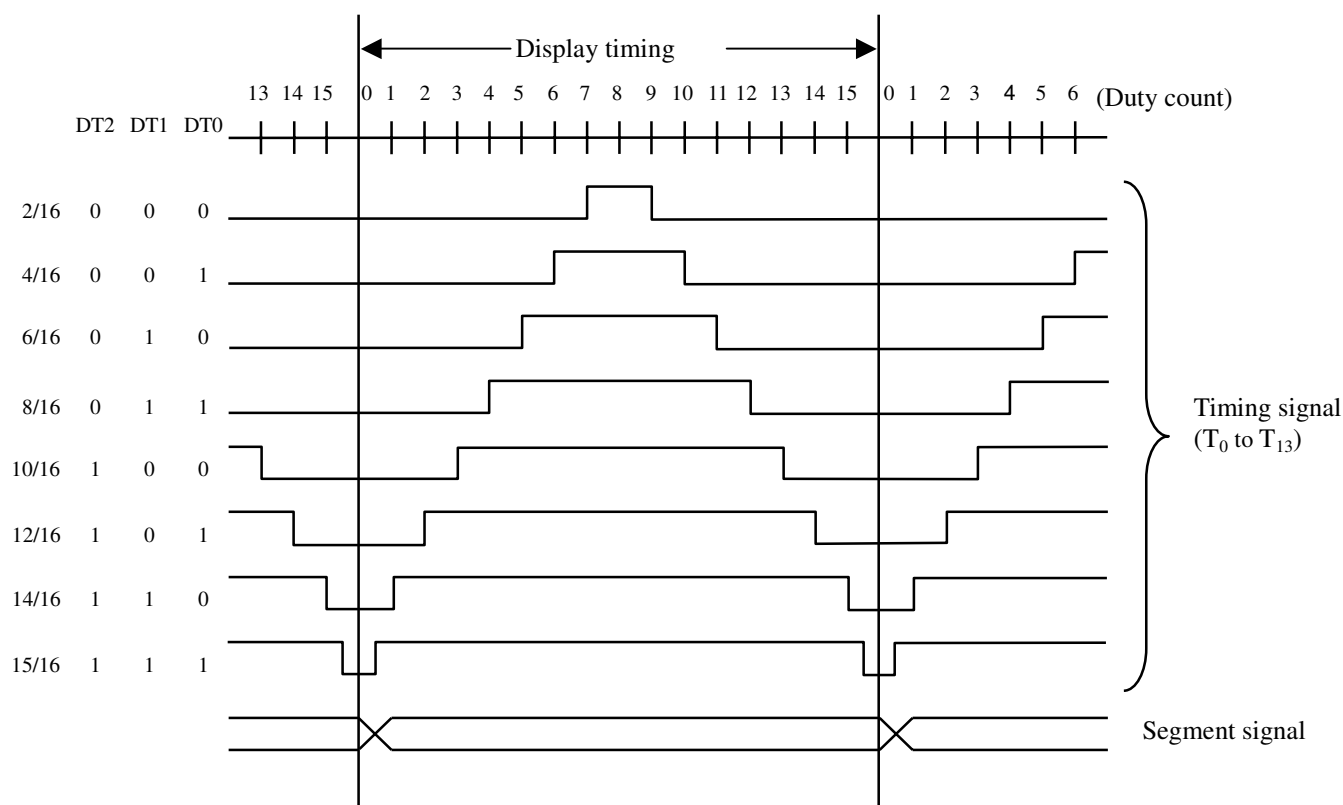 Display timing
13 14 15 0 1 2 3 4 5 6 7 8 9 10 11 12 13 14 15 0 1 2 3 4 5 6 (Duty count)
DT2 DT1 DT0
2/16 0 0 0
4/16 0 0 1
6/16 0 1 0
8/16 0 1 1
Timing signal
(T0 to T13)
10/16 1 0 0
12/16 1 0 1
14/16 1 1 0
15/16 1 1 1
Segment signal